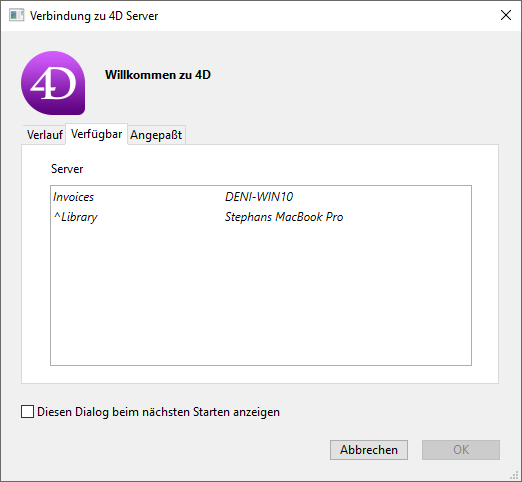 Verbindung zu 4D Server
4D
Willkommen zu 4D
Verlauf Verfügbar Angepaßt
Server
Invoices DENI-WIN10
^Library Stephans MacBook Pro
Diesen Dialog beim nächsten Starten anzeigen
Abbrechen OK